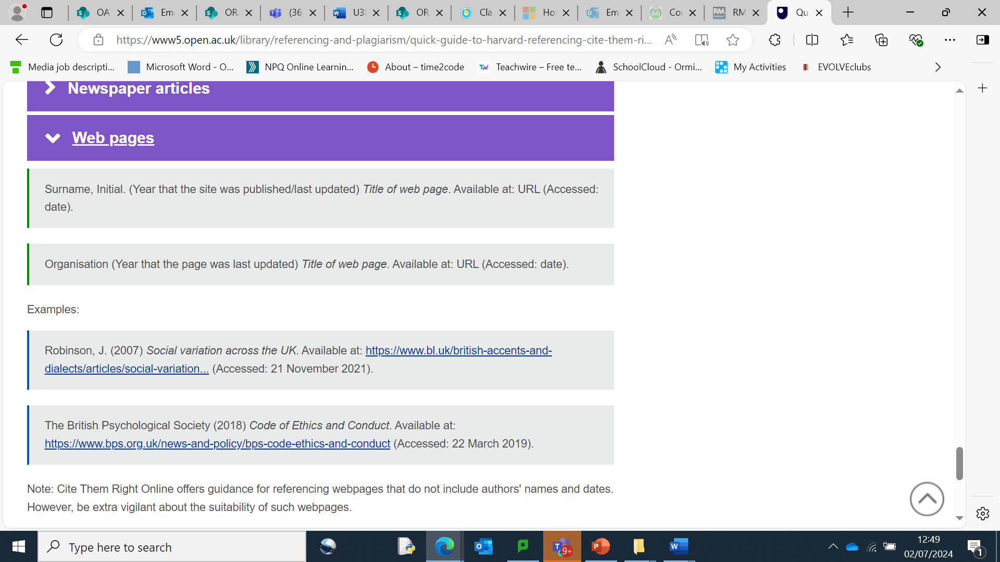 OA
Em
OR
(36
U3
OR
Cla
Ho
Em
Co
RM
RM
Qu
https://www5.open.ac.uk/library/referencing-and-plagiarism/quick-guide-to-harvard-referencing-cite-them-ri...
Media job descripti...
Microsoft Word - O...
NPQ Online Learnin...
About – time2code
Teachwire – Free te...
SchoolCloud - Ormi...
My Activities
EVOLVEclubs
Newspaper articles
Web pages
Surname, Initial. (Year that the site was published/last updated) Title of web page. Available at: URL (Accessed:
date).
Organisation (Year that the page was last updated) Title of web page. Available at: URL (Accessed: date).
Examples:
Robinson, J. (2007) Social variation across the UK. Available at: https://www.bl.uk/british-accents-and-
dialects/articles/social-variation... (Accessed: 21 November 2021).
The British Psychological Society (2018) Code of Ethics and Conduct. Available at:
https://www.bps.org.uk/news-and-policy/bps-code-ethics-and-conduct (Accessed: 22 March 2019).
Note: Cite Them Right Online offers guidance for referencing webpages that do not include authors' names and dates.
However, be extra vigilant about the suitability of such webpages.
Type here to search
9+
12:49
02/07/2024
1